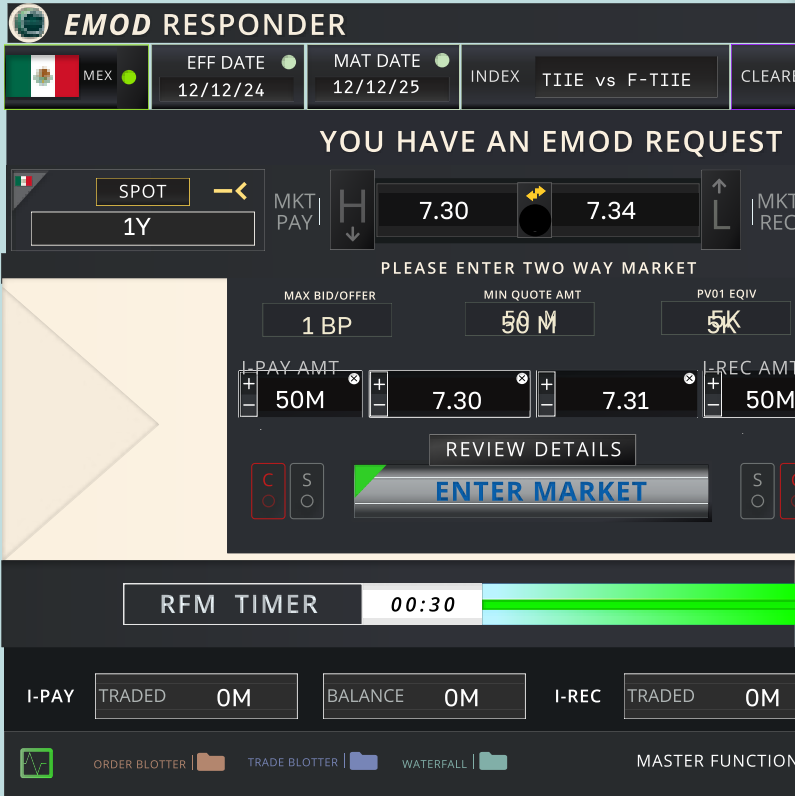 EMOD RESPONDER
MEX
EFF DATE
12/12/24
MAT DATE
12/12/25
INDEX
TIIE vs F-TIIE
CLEARE
YOU HAVE AN EMOD REQUEST
SPOT
1Y
MKT
PAY
H
7.30
7.34
L
MKT
REC
PLEASE ENTER TWO WAY MARKET
MAX BID/OFFER
1 BP
MIN QUOTE AMT
50 M
PV01 EQIV
5K
I-PAY AMT
I-REC AMT
50M
7.30
7.31
50M
REVIEW DETAILS
C
S
ENTER MARKET
S
RFM TIMER
00:30
I-PAY
TRADED 0M
BALANCE 0M
I-REC
TRADED 0M
ORDER BLOTTER
TRADE BLOTTER
WATERFALL
MASTER FUNCTION